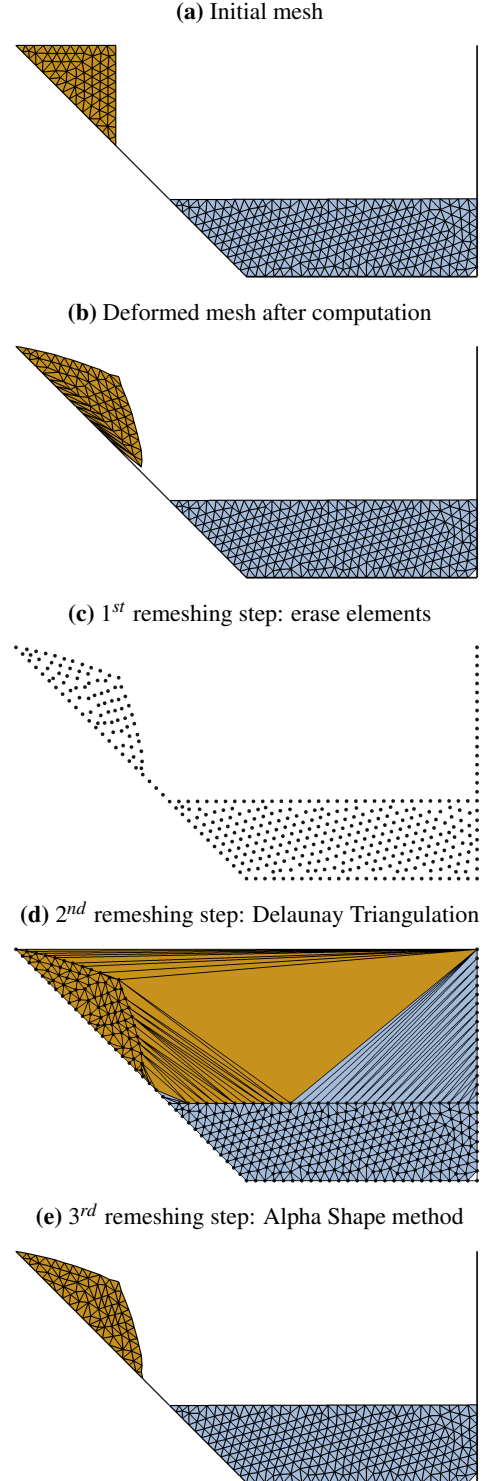 (a) Initial mesh
(b) Deformed mesh after computation
(c) 1st remeshing step: erase elements
(d) 2nd remeshing step: Delaunay Triangulation
(e) 3rd remeshing step: Alpha Shape method